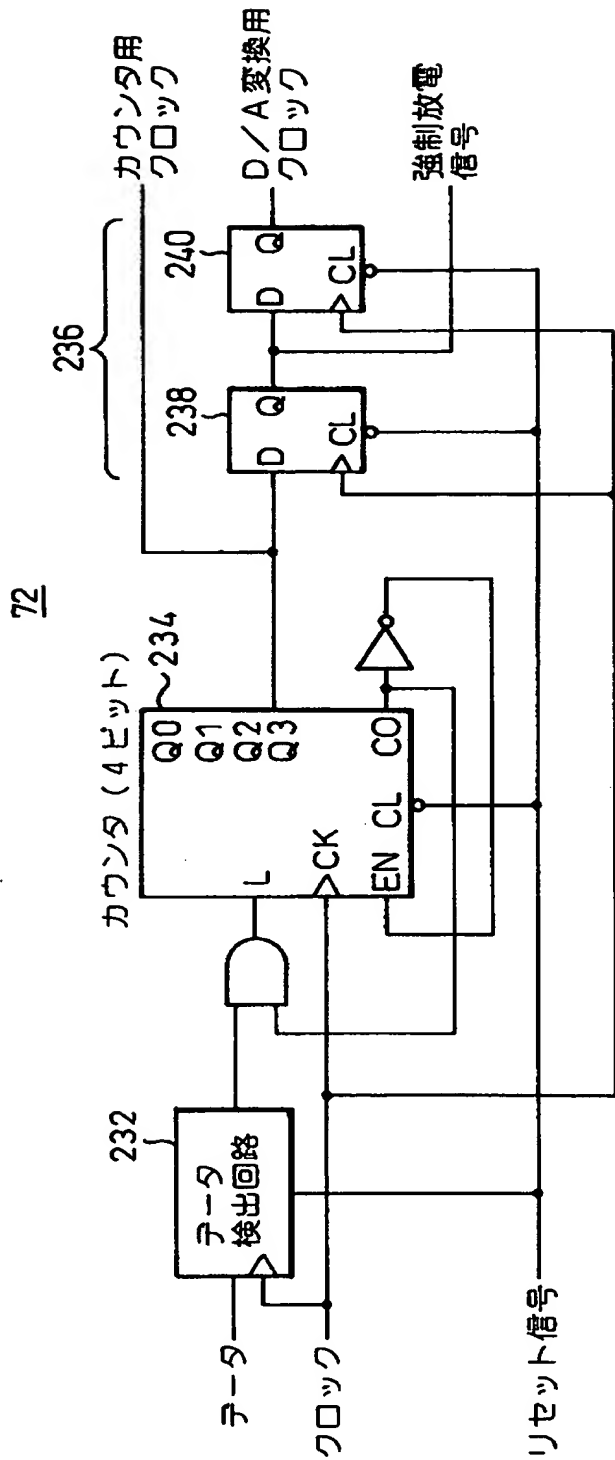 72
236
カウンタ用
クロック
D/A変換用
クロック
強制放電
信号
240
D Q
CL
238
D Q
CL
カウンタ(4ビット)
234
Q0
Q1
Q2
Q3
L
CK
EN CL CO
232
データ
検出回路
データ
クロック
リセット信号